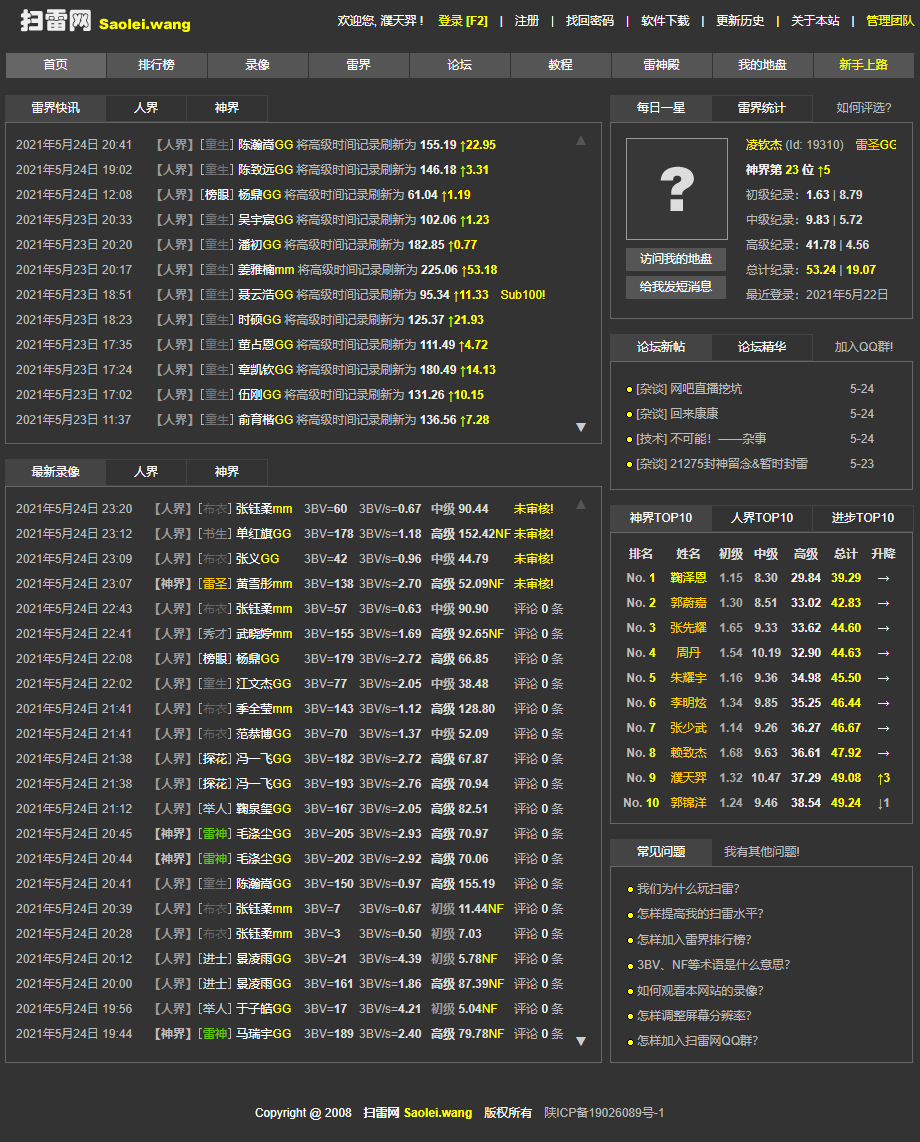 扫雷网 Saolei.wang
欢迎您, 濮天羿！ 登录 [F2] | 注册 | 找回密码 | 软件下载 | 更新历史 | 关于本站 | 管理团队
首页 排行榜 录像 雷界 论坛 教程 雷神殿 我的地盘 新手上路
雷界快讯 人界 神界
2021年5月24日 20:41 【人界】[童生] 陈瀚嵩GG 将高级时间记录刷新为 155.19 ↑22.95
2021年5月24日 19:02 【人界】[童生] 陈致远GG 将高级时间记录刷新为 146.18 ↑3.31
2021年5月24日 12:08 【人界】[榜眼] 杨鼎GG 将高级时间记录刷新为 61.04 ↑1.19
2021年5月23日 20:33 【人界】[童生] 吴宇宸GG 将高级时间记录刷新为 102.06 ↑1.23
2021年5月23日 20:20 【人界】[童生] 潘初GG 将高级时间记录刷新为 182.85 ↑0.77
2021年5月23日 20:17 【人界】[童生] 姜雅楠mm 将高级时间记录刷新为 225.06 ↑53.18
2021年5月23日 18:51 【人界】[童生] 聂云浩GG 将高级时间记录刷新为 95.34 ↑11.33 Sub100!
2021年5月23日 18:23 【人界】[童生] 时硕GG 将高级时间记录刷新为 125.37 ↑21.93
2021年5月23日 17:35 【人界】[童生] 董占恩GG 将高级时间记录刷新为 111.49 ↑4.72
2021年5月23日 17:24 【人界】[童生] 章凯钦GG 将高级时间记录刷新为 180.49 ↑14.13
2021年5月23日 17:02 【人界】[童生] 伍刚GG 将高级时间记录刷新为 131.26 ↑10.15
2021年5月23日 11:37 【人界】[童生] 俞育楷GG 将高级时间记录刷新为 136.56 ↑7.28
最新录像 人界 神界
2021年5月24日 23:20 【人界】[布衣] 张钰柔mm 3BV=60 3BV/s=0.67 中级 90.44 未审核!
2021年5月24日 23:12 【人界】[书生] 单红旗GG 3BV=178 3BV/s=1.18 高级 152.42NF 未审核!
2021年5月24日 23:09 【人界】[布衣] 张义GG 3BV=42 3BV/s=0.96 中级 44.79 未审核!
2021年5月24日 23:07 【神界】[雷圣] 黄雪彤mm 3BV=138 3BV/s=2.70 高级 52.09NF 未审核!
2021年5月24日 22:43 【人界】[布衣] 张钰柔mm 3BV=57 3BV/s=0.63 中级 90.90 评论 0 条
2021年5月24日 22:41 【人界】[秀才] 武晓婷mm 3BV=155 3BV/s=1.69 高级 92.65NF 评论 0 条
2021年5月24日 22:08 【人界】[榜眼] 杨鼎GG 3BV=179 3BV/s=2.72 高级 66.85 评论 0 条
2021年5月24日 22:02 【人界】[童生] 江文杰GG 3BV=77 3BV/s=2.05 中级 38.48 评论 0 条
2021年5月24日 21:41 【人界】[布衣] 季全莹mm 3BV=143 3BV/s=1.12 高级 128.80 评论 0 条
2021年5月24日 21:41 【人界】[布衣] 范恭博GG 3BV=70 3BV/s=1.37 中级 52.09 评论 0 条
2021年5月24日 21:38 【人界】[探花] 冯一飞GG 3BV=182 3BV/s=2.72 高级 67.87 评论 0 条
2021年5月24日 21:38 【人界】[探花] 冯一飞GG 3BV=193 3BV/s=2.76 高级 70.94 评论 0 条
2021年5月24日 21:12 【人界】[举人] 鞠泉玺GG 3BV=167 3BV/s=2.05 高级 82.51 评论 0 条
2021年5月24日 20:45 【神界】[雷神] 毛涤尘GG 3BV=205 3BV/s=2.93 高级 70.97 评论 0 条
2021年5月24日 20:44 【神界】[雷神] 毛涤尘GG 3BV=202 3BV/s=2.92 高级 70.06 评论 0 条
2021年5月24日 20:41 【人界】[童生] 陈瀚嵩GG 3BV=150 3BV/s=0.97 高级 155.19 评论 0 条
2021年5月24日 20:39 【人界】[布衣] 张钰柔mm 3BV=7 3BV/s=0.67 初级 11.44NF 评论 0 条
2021年5月24日 20:28 【人界】[布衣] 张钰柔mm 3BV=3 3BV/s=0.50 初级 7.03 评论 0 条
2021年5月24日 20:12 【人界】[进士] 景凌雨GG 3BV=21 3BV/s=4.39 初级 5.78NF 评论 0 条
2021年5月24日 20:00 【人界】[进士] 景凌雨GG 3BV=161 3BV/s=1.86 高级 87.39NF 评论 0 条
2021年5月24日 19:56 【人界】[举人] 于子皓GG 3BV=17 3BV/s=4.21 初级 5.04NF 评论 0 条
2021年5月24日 19:44 【神界】[雷神] 马瑞宇GG 3BV=189 3BV/s=2.40 高级 79.78NF 评论 0 条
每日一星 雷界统计 如何评选?
?
访问我的地盘
给我发短消息
凌钦杰 (Id: 19310) 雷圣GG
神界第 23 位 ↑5
初级纪录：1.63 | 8.79
中级纪录：9.83 | 5.72
高级纪录：41.78 | 4.56
总计纪录：53.24 | 19.07
最近登录：2021年5月22日
论坛新帖 论坛精华 加入QQ群!
[杂谈] 网吧直播挖坑 5-24
[杂谈] 回来康康 5-24
[技术] 不可能！——杂事 5-24
[杂谈] 21275封神留念&暂时封雷 5-23
神界TOP10 人界TOP10 进步TOP10
排名 姓名 初级 中级 高级 总计 升降
No. 1 鞠泽恩 1.15 8.30 29.84 39.29 →
No. 2 郭蔚嘉 1.30 8.51 33.02 42.83 →
No. 3 张先耀 1.65 9.33 33.62 44.60 →
No. 4 周丹 1.54 10.19 32.90 44.63 →
No. 5 朱耀宇 1.16 9.36 34.98 45.50 →
No. 6 李明炫 1.34 9.85 35.25 46.44 →
No. 7 张少武 1.14 9.26 36.27 46.67 →
No. 8 赖致杰 1.68 9.63 36.61 47.92 →
No. 9 濮天羿 1.32 10.47 37.29 49.08 ↑3
No. 10 郭锦洋 1.24 9.46 38.54 49.24 ↓1
常见问题 我有其他问题!
我们为什么玩扫雷?
怎样提高我的扫雷水平?
怎样加入雷界排行榜?
3BV、NF等术语是什么意思?
如何观看本网站的录像?
怎样调整屏幕分辨率?
怎样加入扫雷网QQ群?
Copyright @ 2008 扫雷网 Saolei.wang 版权所有 陕ICP备19026089号-1